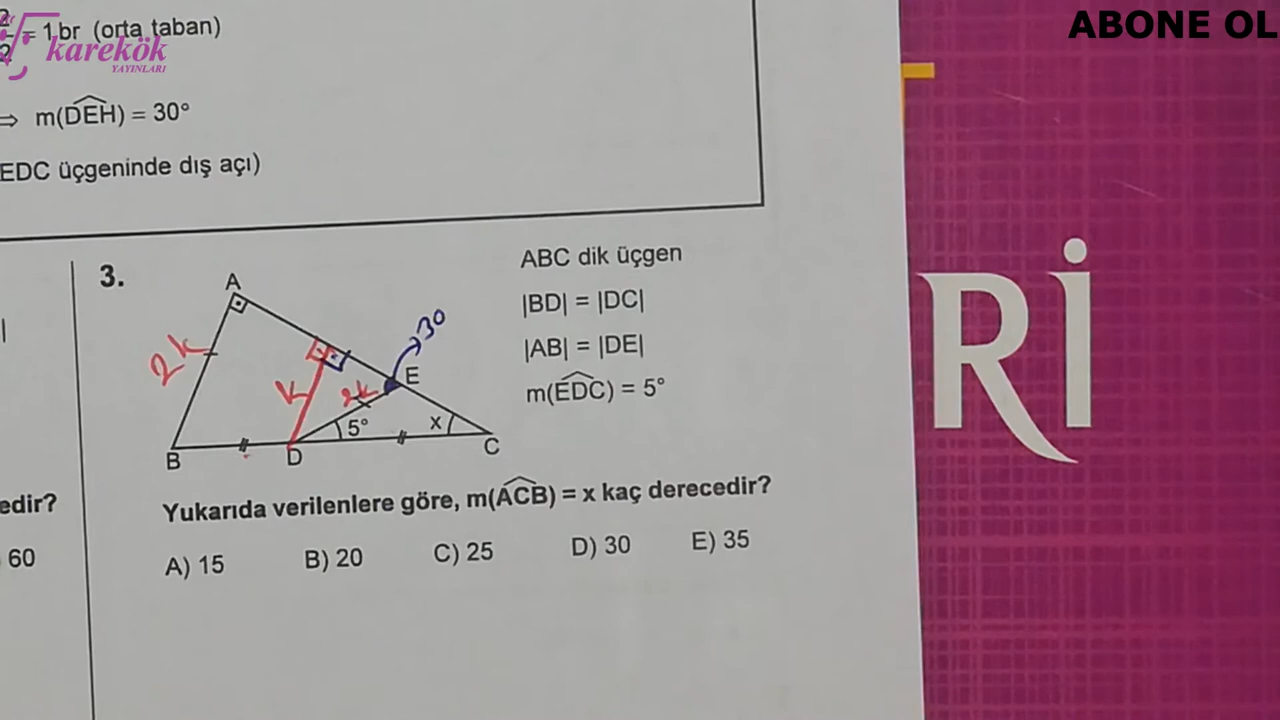 ABONE OL
2/2 = 1 br (orta taban)
karekök
YAYINLARI
⇒ m(DEH) = 30°
EDC üçgeninde dış açı)
Rİ
3.
ABC dik üçgen
|BD| = |DC|
|AB| = |DE|
m(EDC) = 5°
A
2k
30
E
k
2k
5°
x
B
D
C
Yukarıda verilenlere göre, m(ACB) = x kaç derecedir?
A) 15 B) 20 C) 25 D) 30 E) 35
|
edir?
60